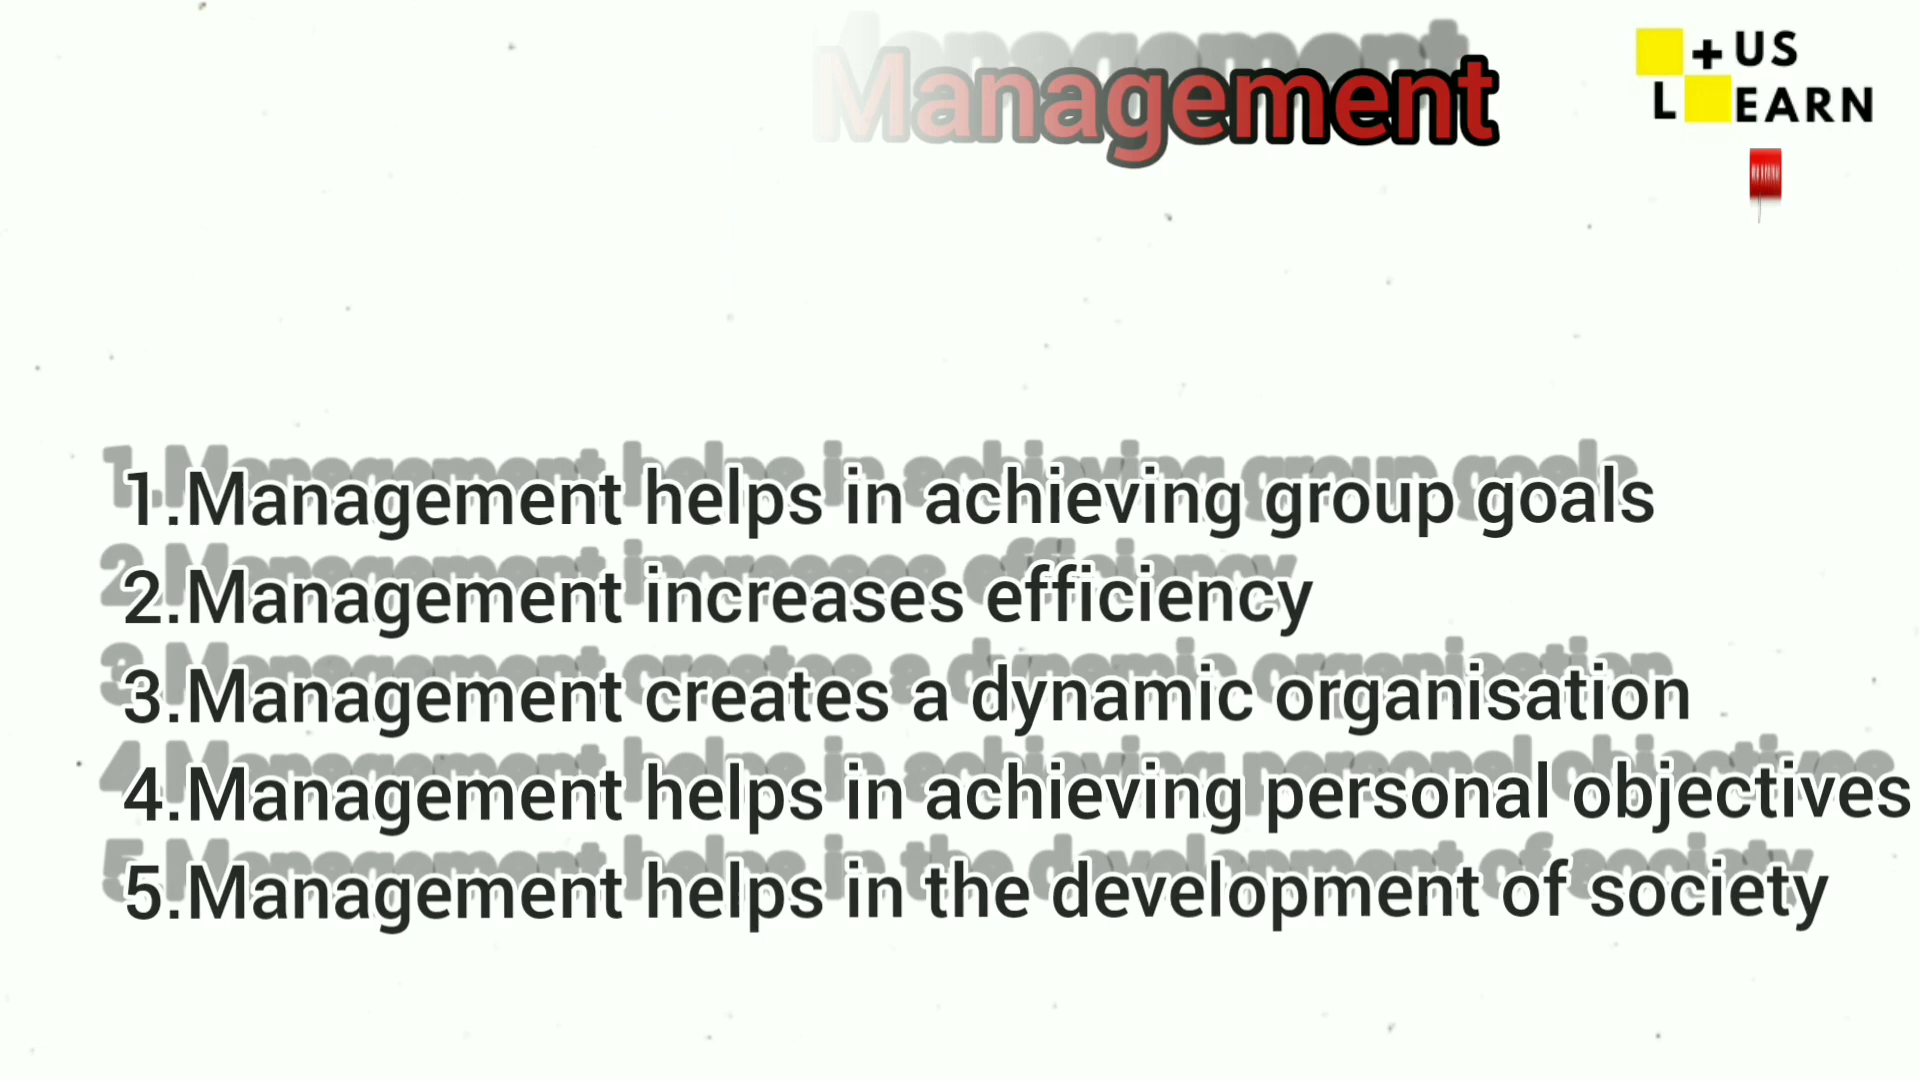 Management
+US
L EARN
1.Management helps in achieving group goals
2.Management increases efficiency
3.Management creates a dynamic organisation
4.Management helps in achieving personal objectives
5.Management helps in the development of society